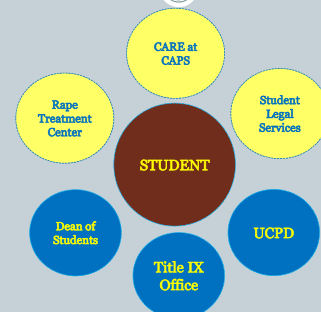 CARE at
CAPS
Rape
Treatment
Center
Student
Legal
Services
STUDENT
Dean of
Students
UCPD
Title IX
Office